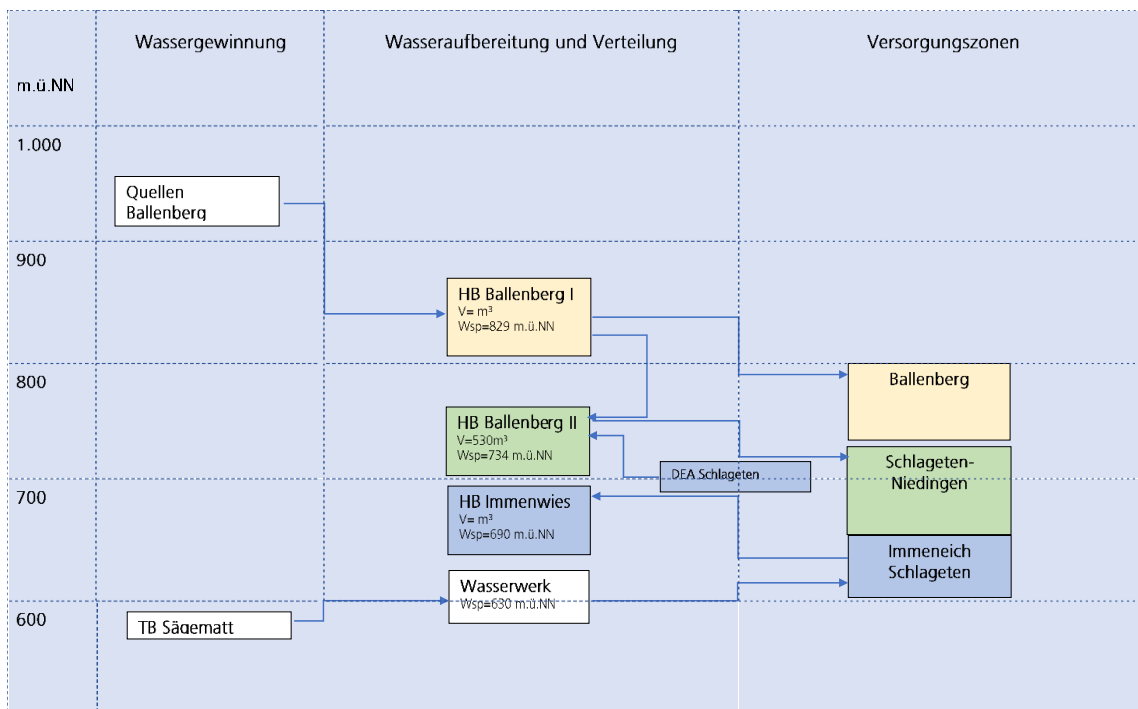 Wassergewinnung
Wasseraufbereitung und Verteilung
Versorgungszonen
m.ü.NN
1.000
Quellen
Ballenberg
900
HB Ballenberg I
V= m³
Wsp=829 m.ü.NN
800
Ballenberg
HB Ballenberg II
V=530m³
Wsp=734 m.ü.NN
DEA Schlageten
Schlageten-
Niedingen
700
HB Immenwies
V= m³
Wsp=690 m.ü.NN
Immeneich
Schlageten
Wasserwerk
Wsp=630 m.ü.NN
600
TB Sägematt